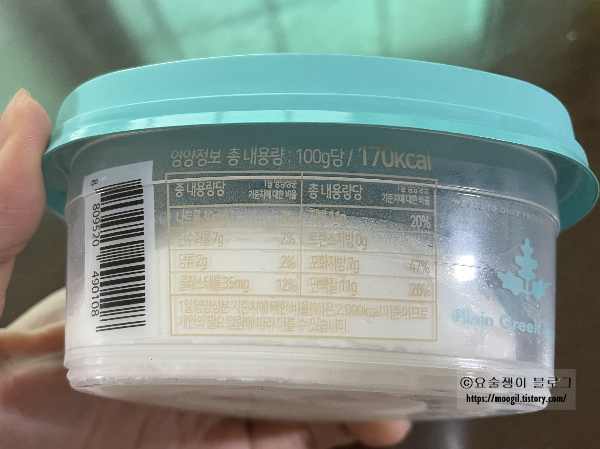 영양정보 총 내용량 : 100g당 / 170kcal
총 내용량당 1일 영양성분 기준치에 대한 비율 총 내용량당 1일 영양성분 기준치에 대한 비율
나트륨 지방 11g 20%
탄수화물 7g 2% 트랜스지방 0g
당류 2g 2% 포화지방 7g 47%
콜레스테롤 35mg 12% 단백질 11g 20%
1일 영양성분 기준치에 대한 비율(%)은 2,000kcal 기준이므로
개인의 필요 열량에 따라 다를 수 있습니다.
8 809520 490168
Plain Greek
ⓒ요술쟁이 블로그
https://moogil.tistory.com